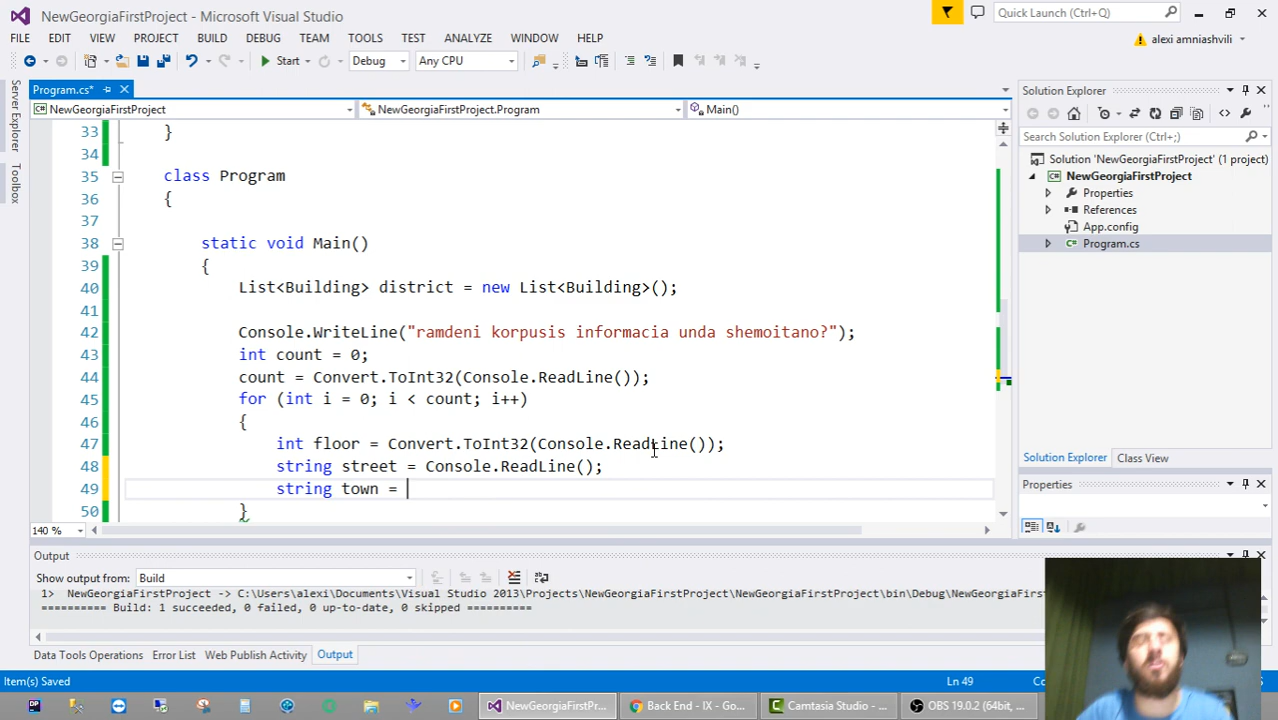 NewGeorgiaFirstProject - Microsoft Visual Studio
Quick Launch (Ctrl+Q)
FILE EDIT VIEW PROJECT BUILD DEBUG TEAM TOOLS TEST ANALYZE WINDOW HELP
alexi amniashvili
Start Debug Any CPU
Server Explorer
Toolbox
Program.cs*
NewGeorgiaFirstProject NewGeorgiaFirstProject.Program Main()
33 }
34
35 class Program
36 {
37
38 static void Main()
39 {
40 List<Building> district = new List<Building>();
41
42 Console.WriteLine("ramdeni korpusis informacia unda shemoitano?");
43 int count = 0;
44 count = Convert.ToInt32(Console.ReadLine());
45 for (int i = 0; i < count; i++)
46 {
47 int floor = Convert.ToInt32(Console.ReadLine());
48 string street = Console.ReadLine();
49 string town =
50 }
140 %
Solution Explorer
Search Solution Explorer (Ctrl+;)
Solution 'NewGeorgiaFirstProject' (1 project)
NewGeorgiaFirstProject
Properties
References
App.config
Program.cs
Solution Explorer Class View
Properties
Output
Show output from: Build
1> NewGeorgiaFirstProject -> C:\Users\alexi\Documents\Visual Studio 2013\Projects\NewGeorgiaFirstProject\NewGeorgiaFirstProject\bin\Debug\NewGeorgiaFirst
========== Build: 1 succeeded, 0 failed, 0 up-to-date, 0 skipped ==========
Data Tools Operations Error List Web Publish Activity Output
Item(s) Saved Ln 49
NewGeorgiaFirstPr... Back End - IX - Go... Camtasia Studio - ... OBS 19.0.2 (64bit, ...